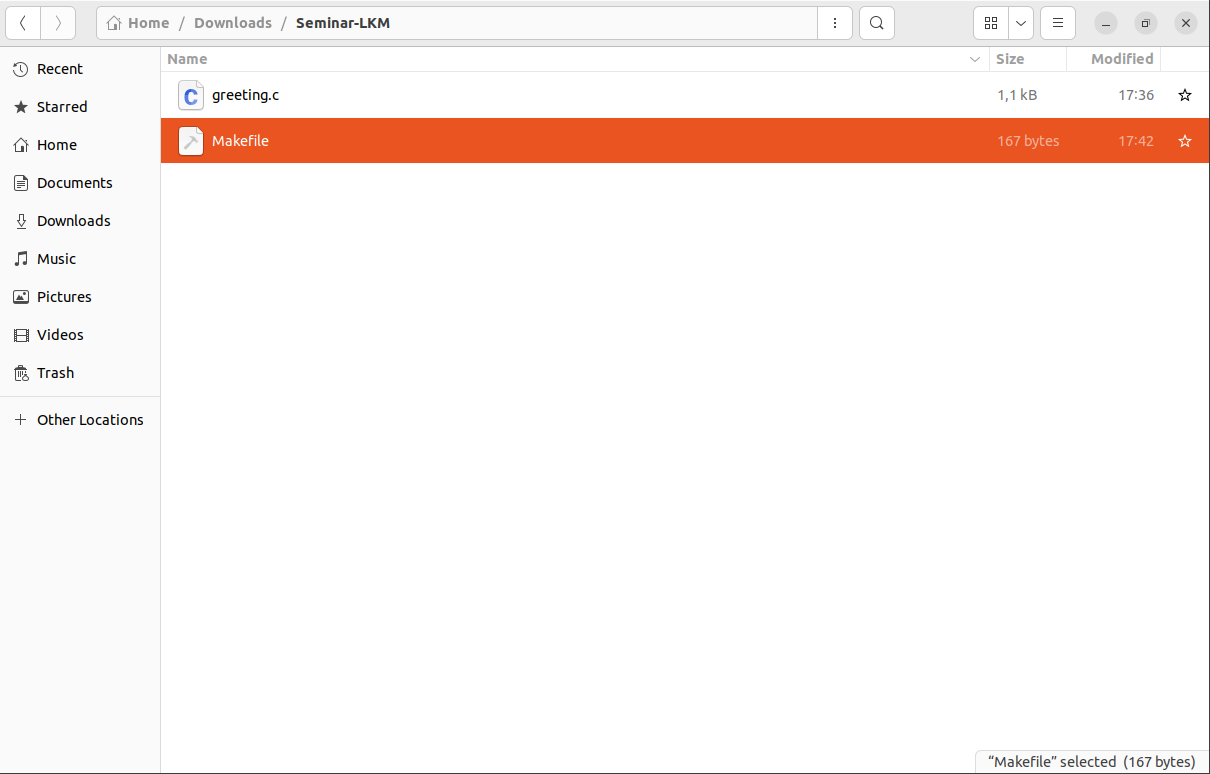 Home / Downloads / Seminar-LKM
Name Size Modified
greeting.c 1,1 kB 17:36
Makefile 167 bytes 17:42
Recent
Starred
Home
Documents
Downloads
Music
Pictures
Videos
Trash
Other Locations
“Makefile” selected (167 bytes)